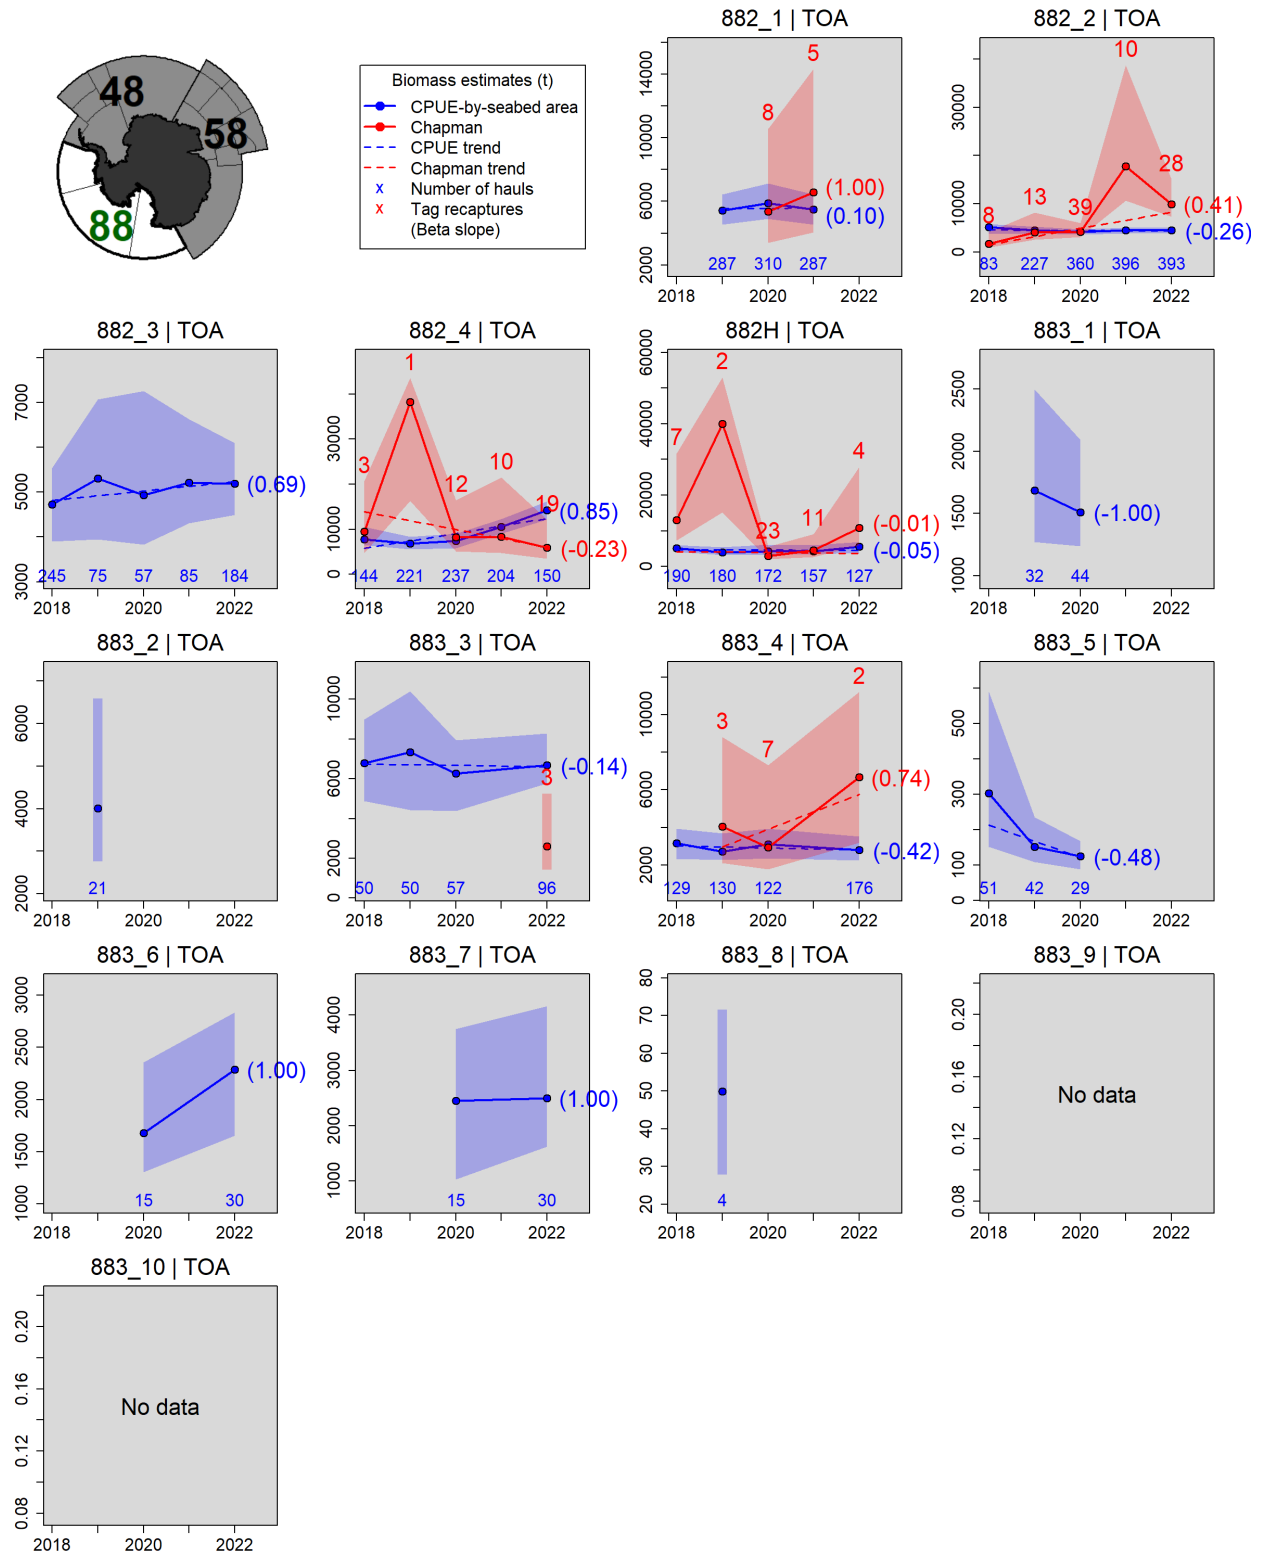 882_1 | TOA
882_2 | TOA
48
58
88
Biomass estimates (t)
CPUE-by-seabed area
Chapman
CPUE trend
Chapman trend
x Number of hauls
x Tag recaptures
(Beta slope)
14000
10000
6000
2000
8
5
(1.00)
(0.10)
287 310 287
2018 2020 2022
30000
10000
0
8
13
39
10
28
(0.41)
(-0.26)
83 227 360 396 393
2018 2020 2022
882_3 | TOA
882_4 | TOA
882H | TOA
883_1 | TOA
7000
5000
3000
(0.69)
245 75 57 85 184
2018 2020 2022
30000
10000
0
3
1
12
10
19
(0.85)
(-0.23)
144 221 237 204 150
2018 2020 2022
60000
40000
20000
0
7
2
23
11
4
(-0.01)
(-0.05)
190 180 172 157 127
2018 2020 2022
2500
2000
1500
1000
(-1.00)
32 44
2018 2020 2022
883_2 | TOA
883_3 | TOA
883_4 | TOA
883_5 | TOA
6000
4000
2000
21
2018 2020 2022
10000
6000
2000
0
(-0.14)
3
50 50 57 96
2018 2020 2022
10000
6000
2000
3
7
2
(0.74)
(-0.42)
129 130 122 176
2018 2020 2022
500
300
100
0
(-0.48)
51 42 29
2018 2020 2022
883_6 | TOA
883_7 | TOA
883_8 | TOA
883_9 | TOA
3000
2500
2000
1500
1000
(1.00)
15 30
2018 2020 2022
4000
3000
2000
1000
(1.00)
15 30
2018 2020 2022
80
70
60
50
40
30
20
4
2018 2020 2022
0.20
0.16
0.12
0.08
No data
2018 2020 2022
883_10 | TOA
0.20
0.16
0.12
0.08
No data
2018 2020 2022